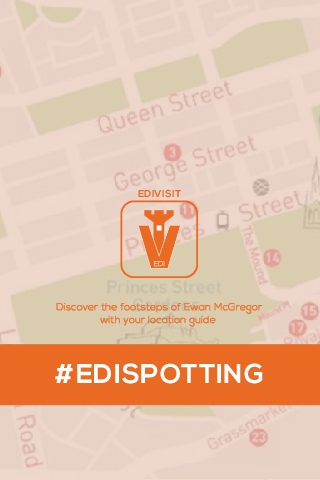 Queen Street
3
George Street
EDIVISIT
11
Princes Street
EDI
The Mound
14
Princes Street
Discover the footsteps of Ewan McGregor
with your location guide
15
17
#EDISPOTTING
Road
Grassmarket
23